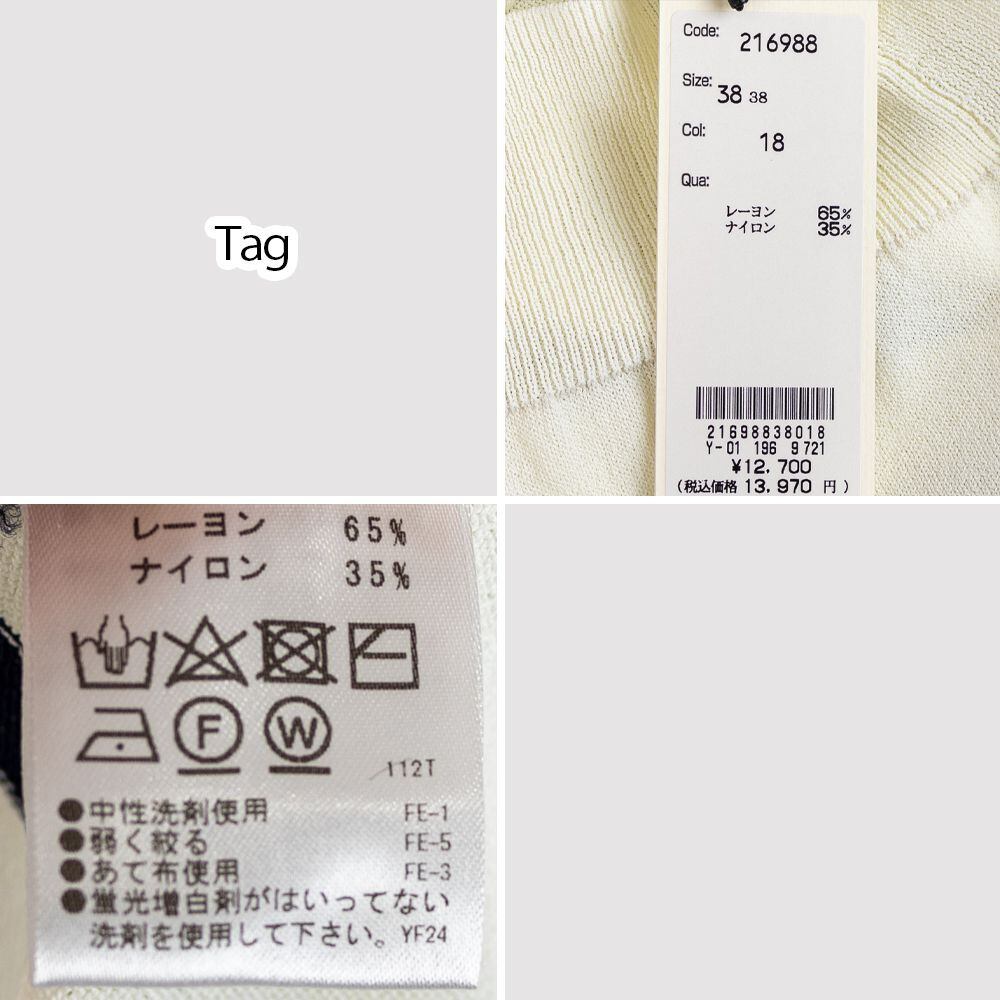 Tag
Code: 216988
Size: 38 38
Col: 18
Qua:
レーヨン 65%
ナイロン 35%
21698838018
Y-01 196 9721
¥12,700
(税込価格 13,970 円)
レーヨン 65%
ナイロン 35%
F W
112T
●中性洗剤使用 FE-1
●弱く絞る FE-5
●あて布使用 FE-3
●蛍光増白剤がはいってない
洗剤を使用して下さい。YF24